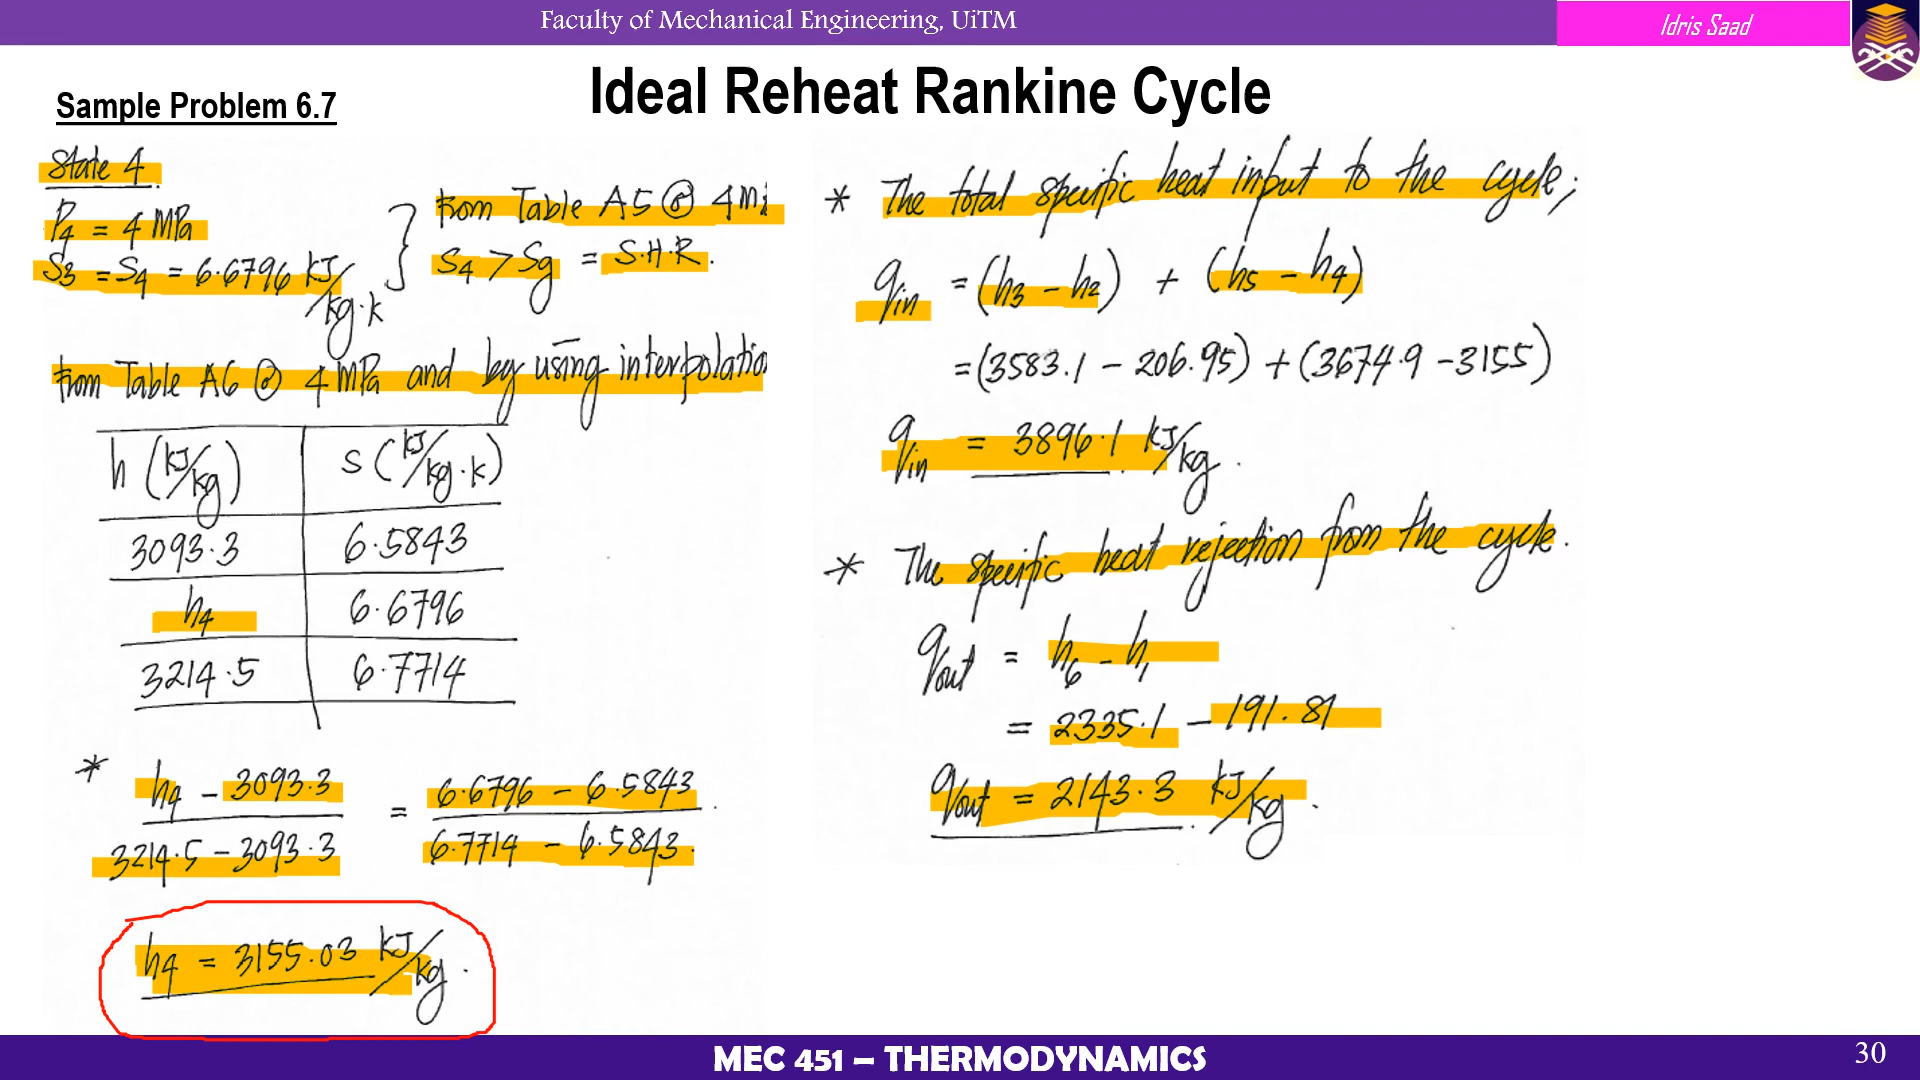 Faculty of Mechanical Engineering, UiTM
Idris Saad
Ideal Reheat Rankine Cycle
Sample Problem 6.7
State 4
P4 = 4 MPa
S3 = S4 = 6.6796 kJ/kg.k
from Table A5 @ 4M
S4 > Sg = S.H.R.
from Table A6 @ 4 MPa and by using interpolatio
h (kJ/kg) s (kJ/kg.k)
3093.3 6.5843
h4 6.6796
3214.5 6.7714
* h4 - 3093.3 / 3214.5 - 3093.3 = 6.6796 - 6.5843 / 6.7714 - 6.5843.
h4 = 3155.03 kJ/kg.
* The total specific heat input to the cycle;
qin = (h3 - h2) + (h5 - h4)
= (3583.1 - 206.95) + (3674.9 - 3155)
qin = 3896.1 kJ/kg.
* The specific heat rejection from the cycle.
qout = h6 - h1
= 2335.1 - 191.81
qout = 2143.3 kJ/kg.
MEC 451 – THERMODYNAMICS
30